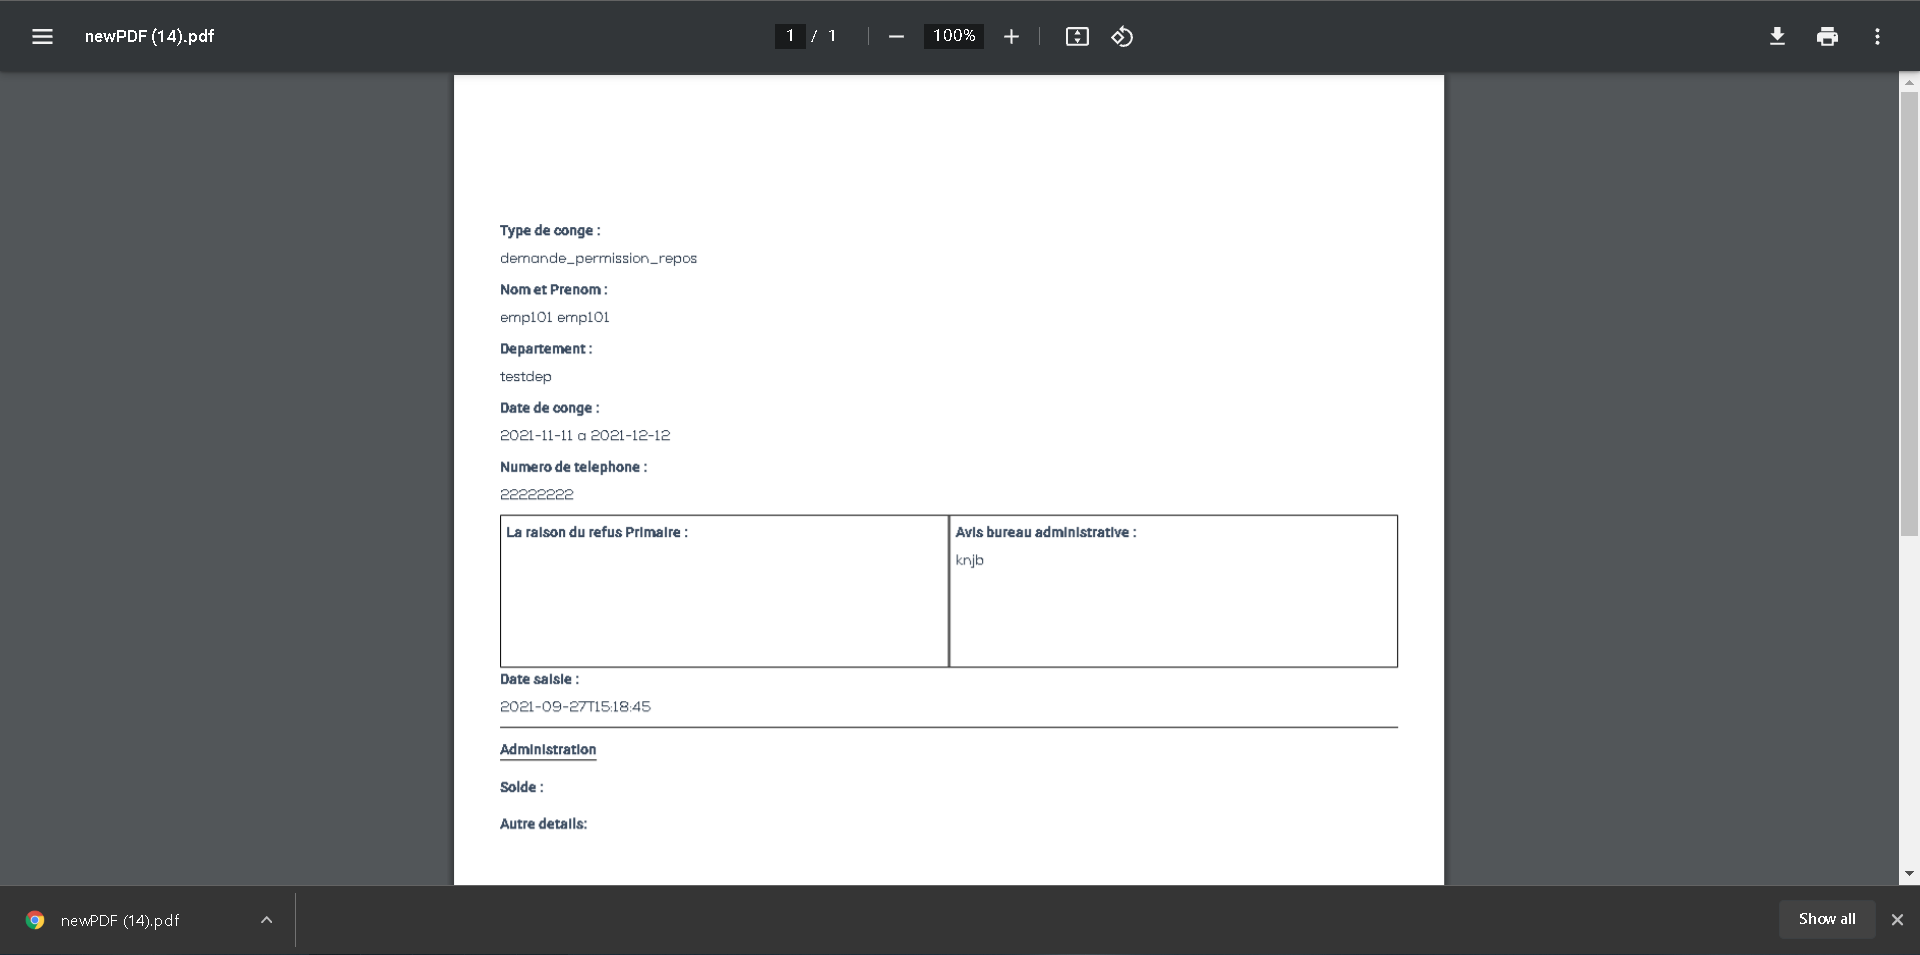 newPDF (14).pdf
1 / 1
100%
Type de conge :
demande_permission_repos
Nom et Prenom :
emp101 emp101
Departement :
testdep
Date de conge :
2021-11-11 a 2021-12-12
Numero de telephone :
22222222
La raison du refus Primaire :
Avis bureau administrative :
knjb
Date saisie :
2021-09-27T15:18:45
Administration
Solde :
Autre details:
newPDF (14).pdf
Show all